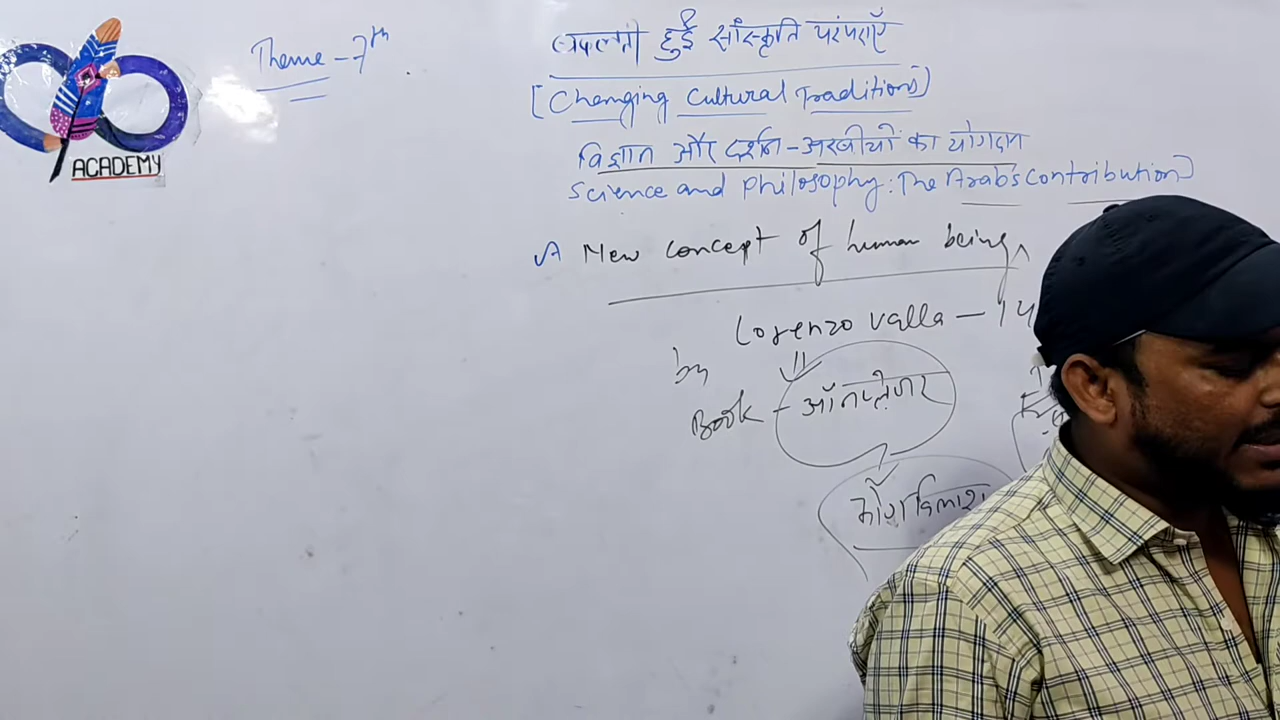 ACADEMY
Theme - 7th
बदलती हुई सांस्कृति परंपराएँ
[Changing Cultural Traditions]
विज्ञान और दर्शन - अरबीयों का योगदान
Science and Philosophy: The Arab's Contribution]
A New concept of human being
Lorenzo Valla - 14
by
Book - ऑनप्लेजर
भोग विलास